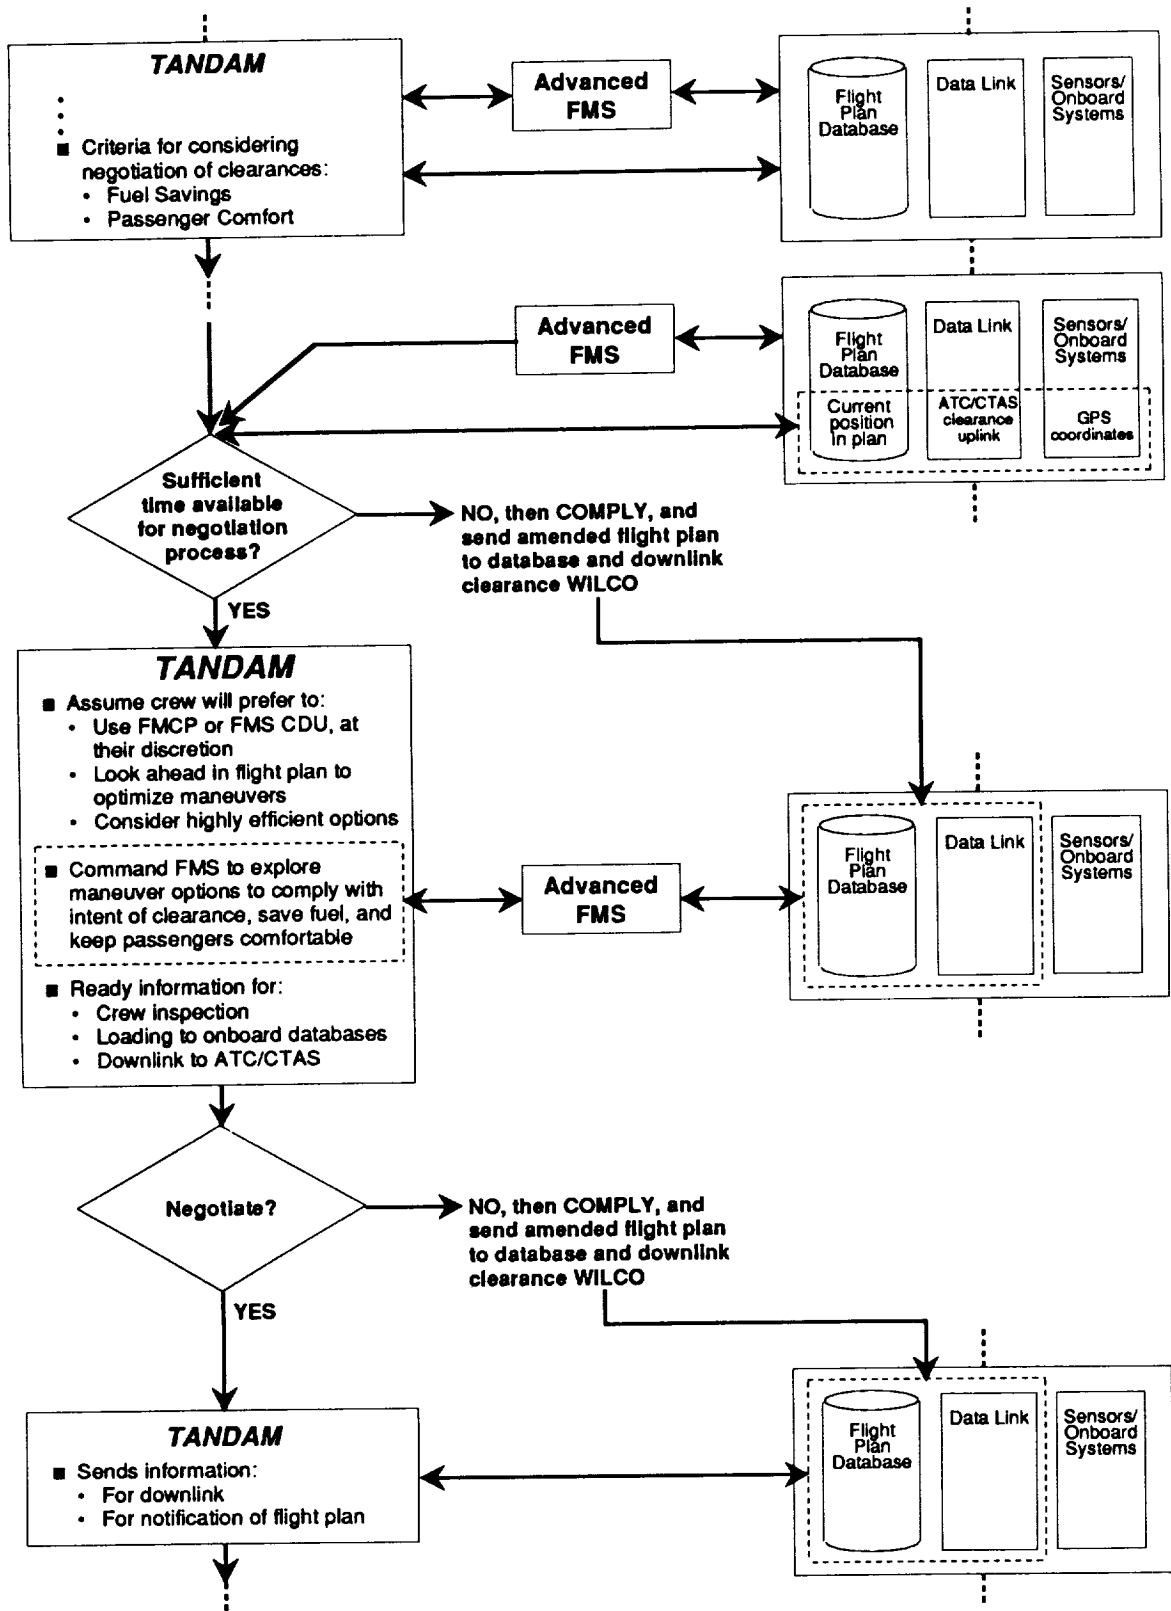 TANDAM
■ Criteria for considering
negotiation of clearances:
• Fuel Savings
• Passenger Comfort
Advanced
FMS
Flight
Plan
Database
Data Link
Sensors/
Onboard
Systems
Advanced
FMS
Flight
Plan
Database
Data Link
Sensors/
Onboard
Systems
Current
position
in plan
ATC/CTAS
clearance
uplink
GPS
coordinates
Sufficient
time available
for negotiation
process?
NO, then COMPLY, and
send amended flight plan
to database and downlink
clearance WILCO
YES
TANDAM
■ Assume crew will prefer to:
• Use FMCP or FMS CDU, at
their discretion
• Look ahead in flight plan to
optimize maneuvers
• Consider highly efficient options
■ Command FMS to explore
maneuver options to comply with
intent of clearance, save fuel, and
keep passengers comfortable
■ Ready information for:
• Crew inspection
• Loading to onboard databases
• Downlink to ATC/CTAS
Advanced
FMS
Flight
Plan
Database
Data Link
Sensors/
Onboard
Systems
Negotiate?
NO, then COMPLY, and
send amended flight plan
to database and downlink
clearance WILCO
YES
TANDAM
■ Sends information:
• For downlink
• For notification of flight plan
Flight
Plan
Database
Data Link
Sensors/
Onboard
Systems